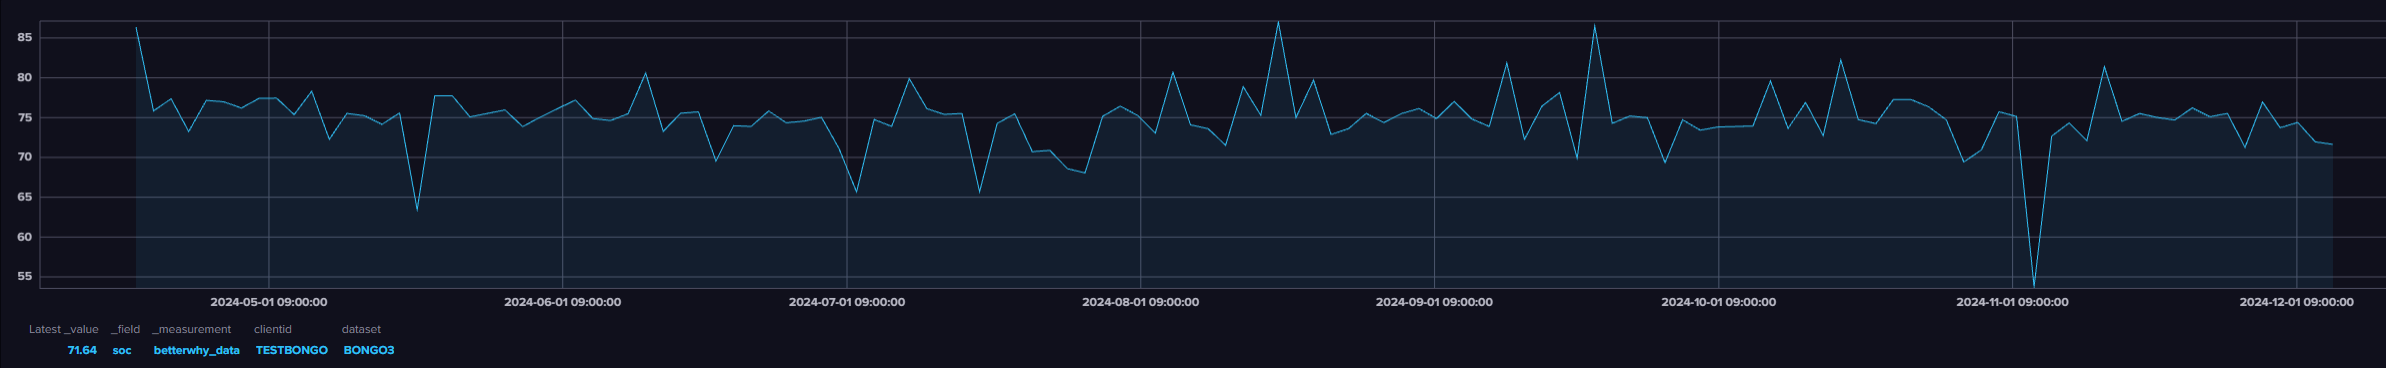 85
80
75
70
65
60
55
2024-05-01 09:00:00 2024-06-01 09:00:00 2024-07-01 09:00:00 2024-08-01 09:00:00 2024-09-01 09:00:00 2024-10-01 09:00:00 2024-11-01 09:00:00 2024-12-01 09:00:00
Latest _value _field _measurement clientid dataset
71.64 soc betterwhy_data TESTBONGO BONGO3